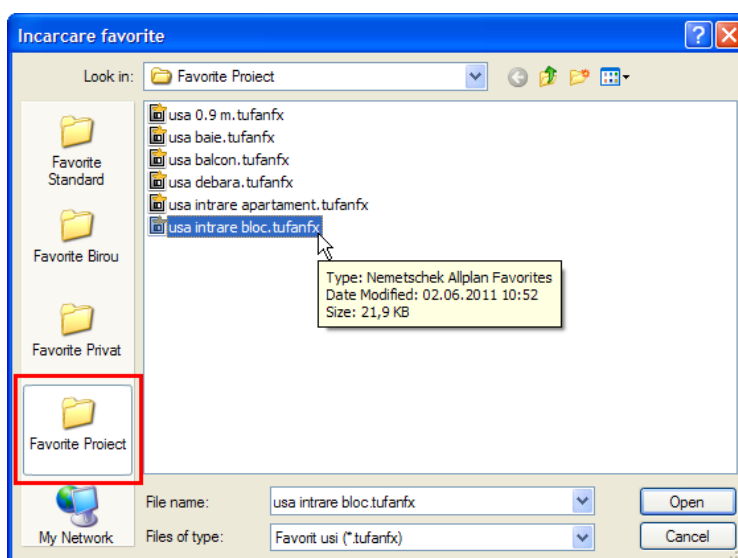 Incarcare favorite
Look in:
Favorite Proiect
Favorite
Standard
Favorite Birou
Favorite Privat
Favorite Proiect
My Network
usa 0.9 m.tufanfx
usa baie.tufanfx
usa balcon.tufanfx
usa debara.tufanfx
usa intrare apartament.tufanfx
usa intrare bloc.tufanfx
Type: Nemetschek Allplan Favorites
Date Modified: 02.06.2011 10:52
Size: 21,9 KB
File name:
usa intrare bloc.tufanfx
Open
Files of type:
Favorit usi (*.tufanfx)
Cancel